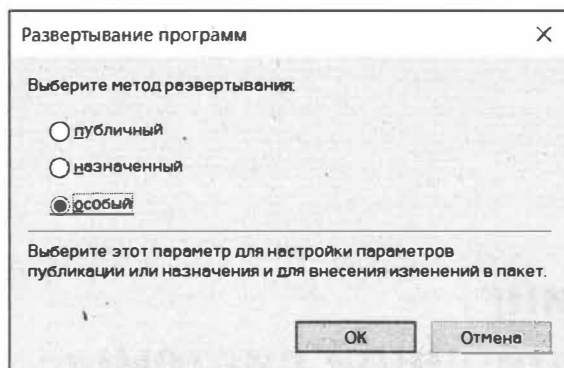 Развертывание программ
Выберите метод развертывания:
публичный
назначенный
особый
Выберите этот параметр для настройки параметров
публикации или назначения и для внесения изменений в пакет.
ОК
Отмена